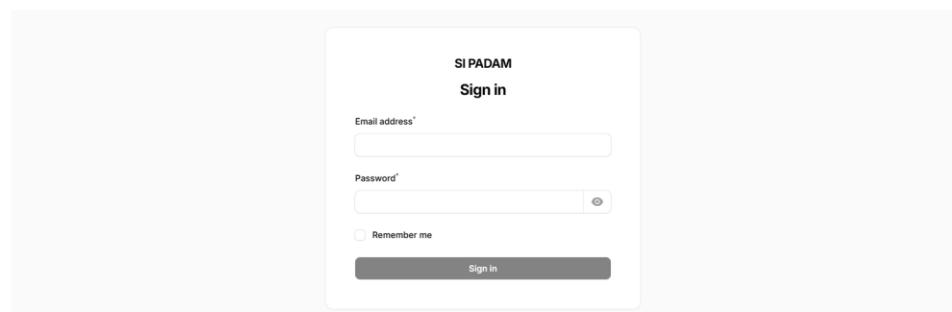 SI PADAM
Sign in
Email address*
Password*
Remember me
Sign in